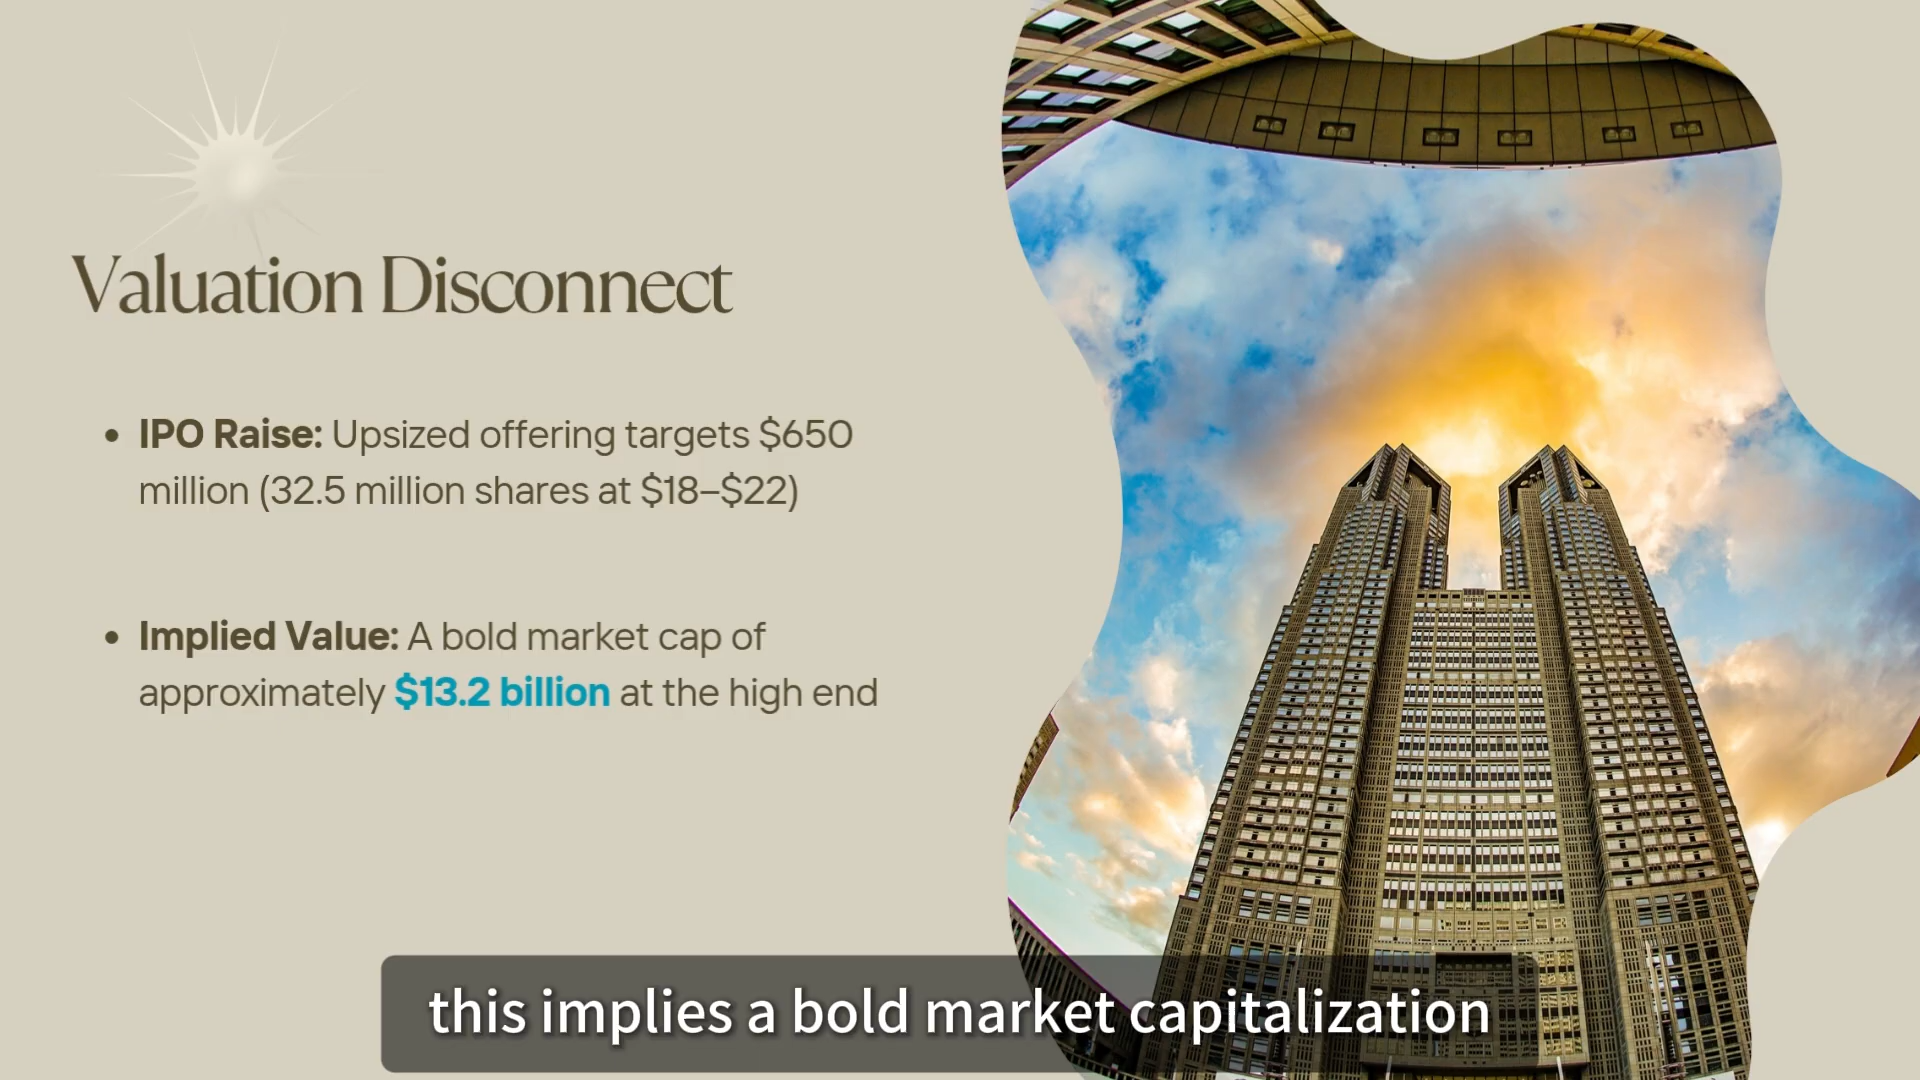 Valuation Disconnect
• IPO Raise: Upsized offering targets $650
million (32.5 million shares at $18–$22)
• Implied Value: A bold market cap of
approximately $13.2 billion at the high end
this implies a bold market capitalization